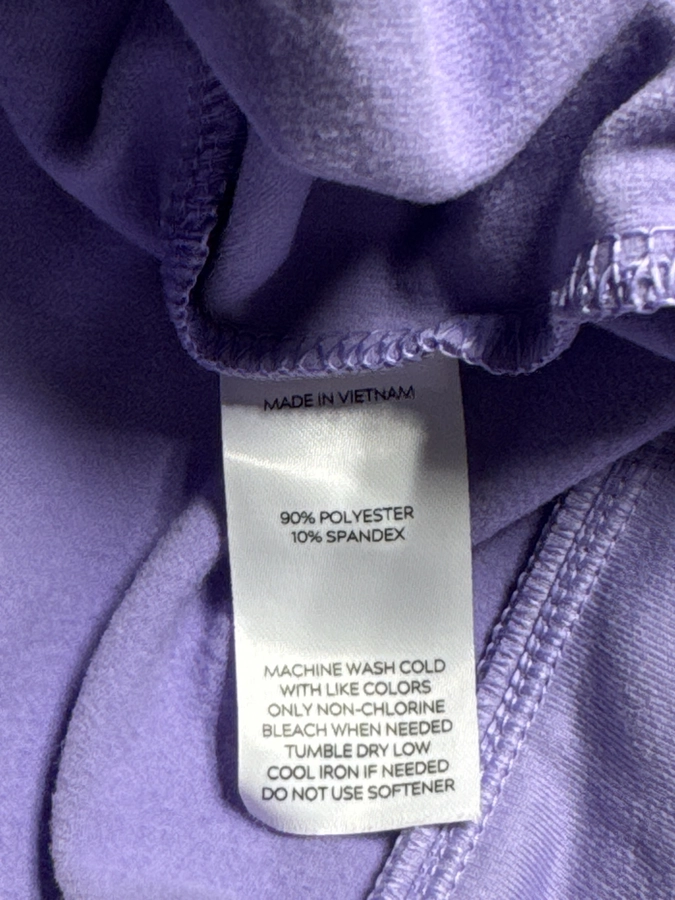 MADE IN VIETNAM
90% POLYESTER
10% SPANDEX
MACHINE WASH COLD
WITH LIKE COLORS
ONLY NON-CHLORINE
BLEACH WHEN NEEDED
TUMBLE DRY LOW
COOL IRON IF NEEDED
DO NOT USE SOFTENER